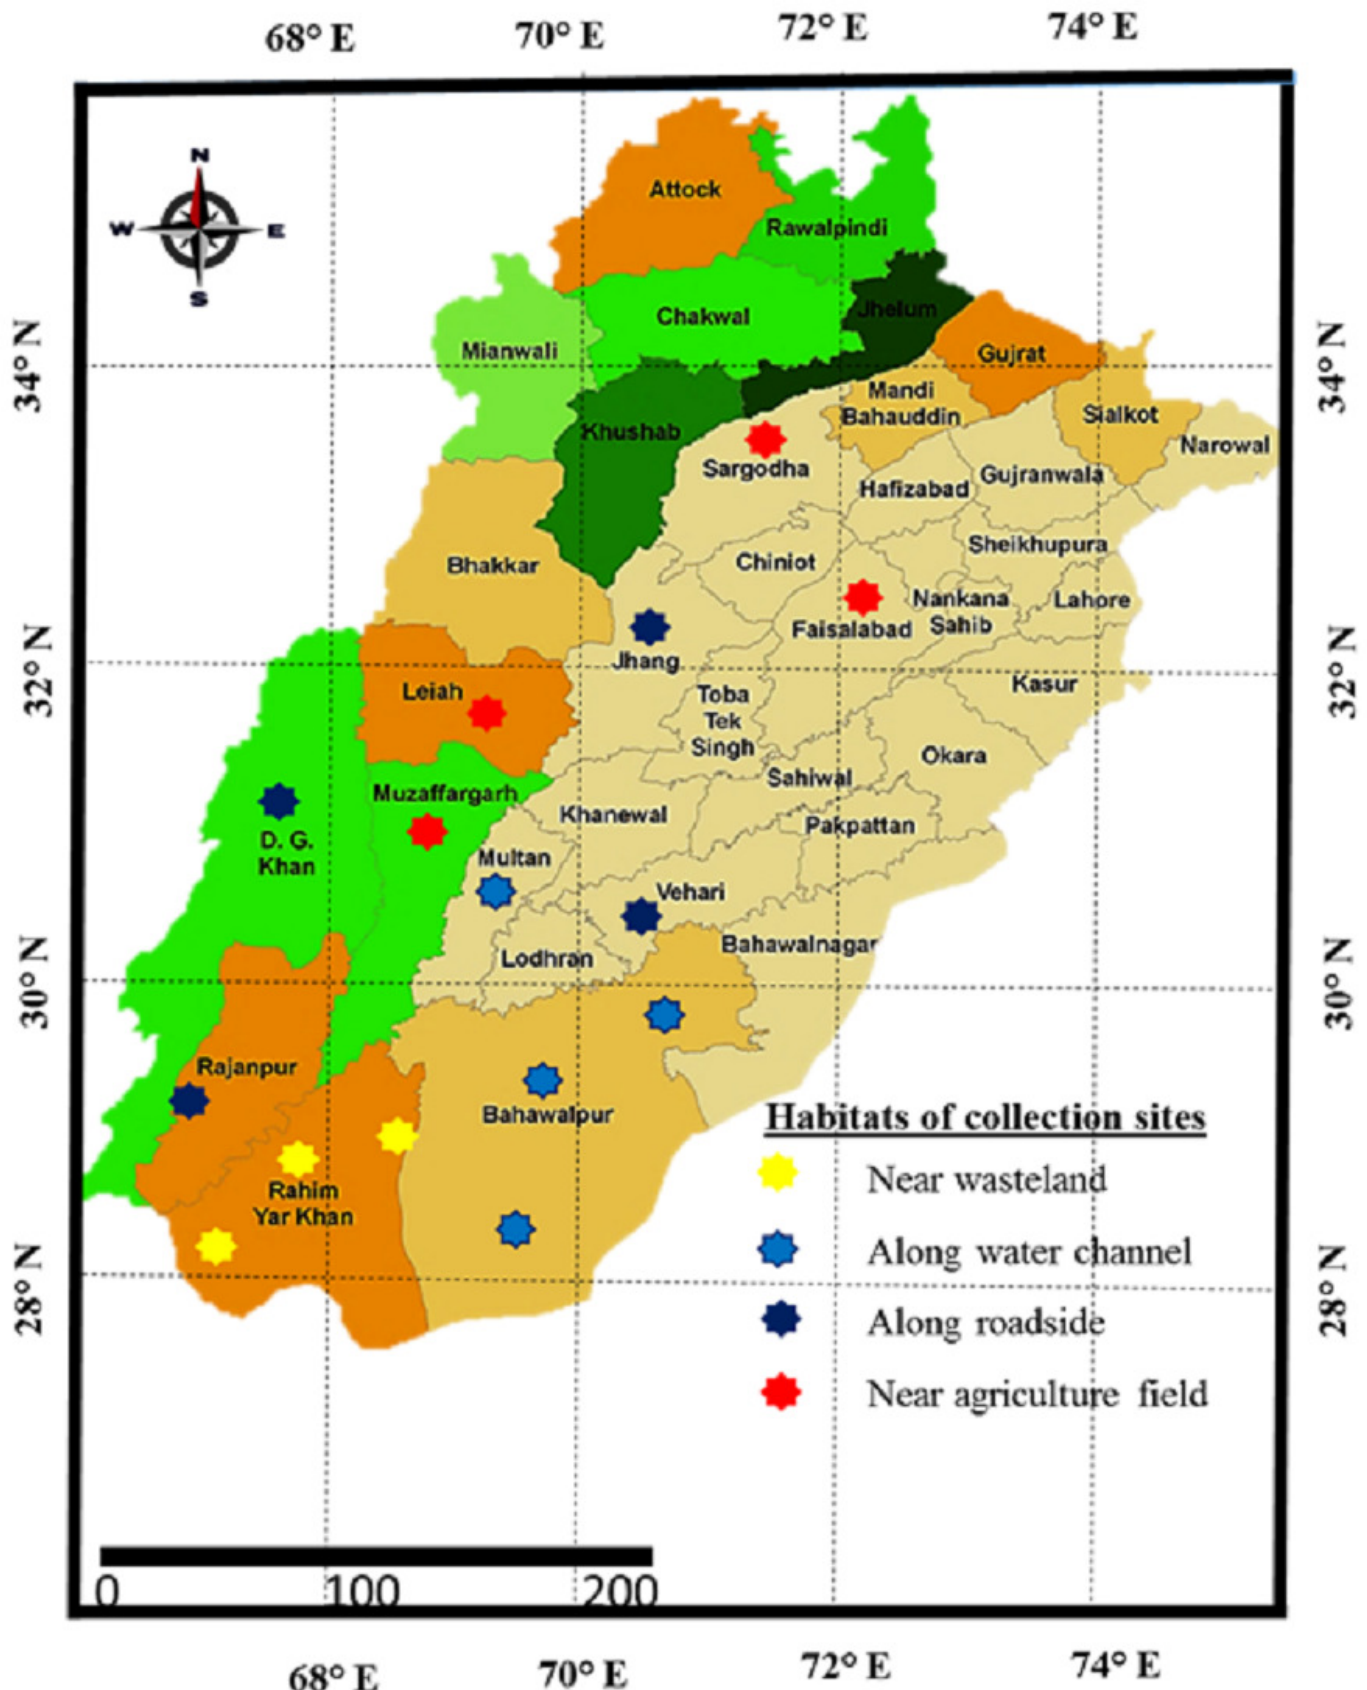 68° E 70° E 72° E 74° E
N
W E
S
Attock
Rawalpindi
Chakwal
Jhelum
Mianwali
Gujrat
34° N
34° N
Mandi
Bahauddin
Sialkot
Khushab
Narowal
Sargodha
Gujranwala
Hafizabad
Sheikhupura
Chiniot
Bhakkar
Nankana
Sahib
Lahore
Faisalabad
Jhang
32° N
32° N
Leiah
Toba
Tek
Singh
Kasur
Okara
Sahiwal
Muzaffargarh
Khanewal
Pakpattan
D. G.
Khan
Multan
Vehari
Bahawalnagar
Lodhran
30° N
30° N
Rajanpur
Bahawalpur
Rahim
Yar Khan
Habitats of collection sites
Near wasteland
Along water channel
Along roadside
Near agriculture field
28° N
28° N
0 100 200
68° E 70° E 72° E 74° E